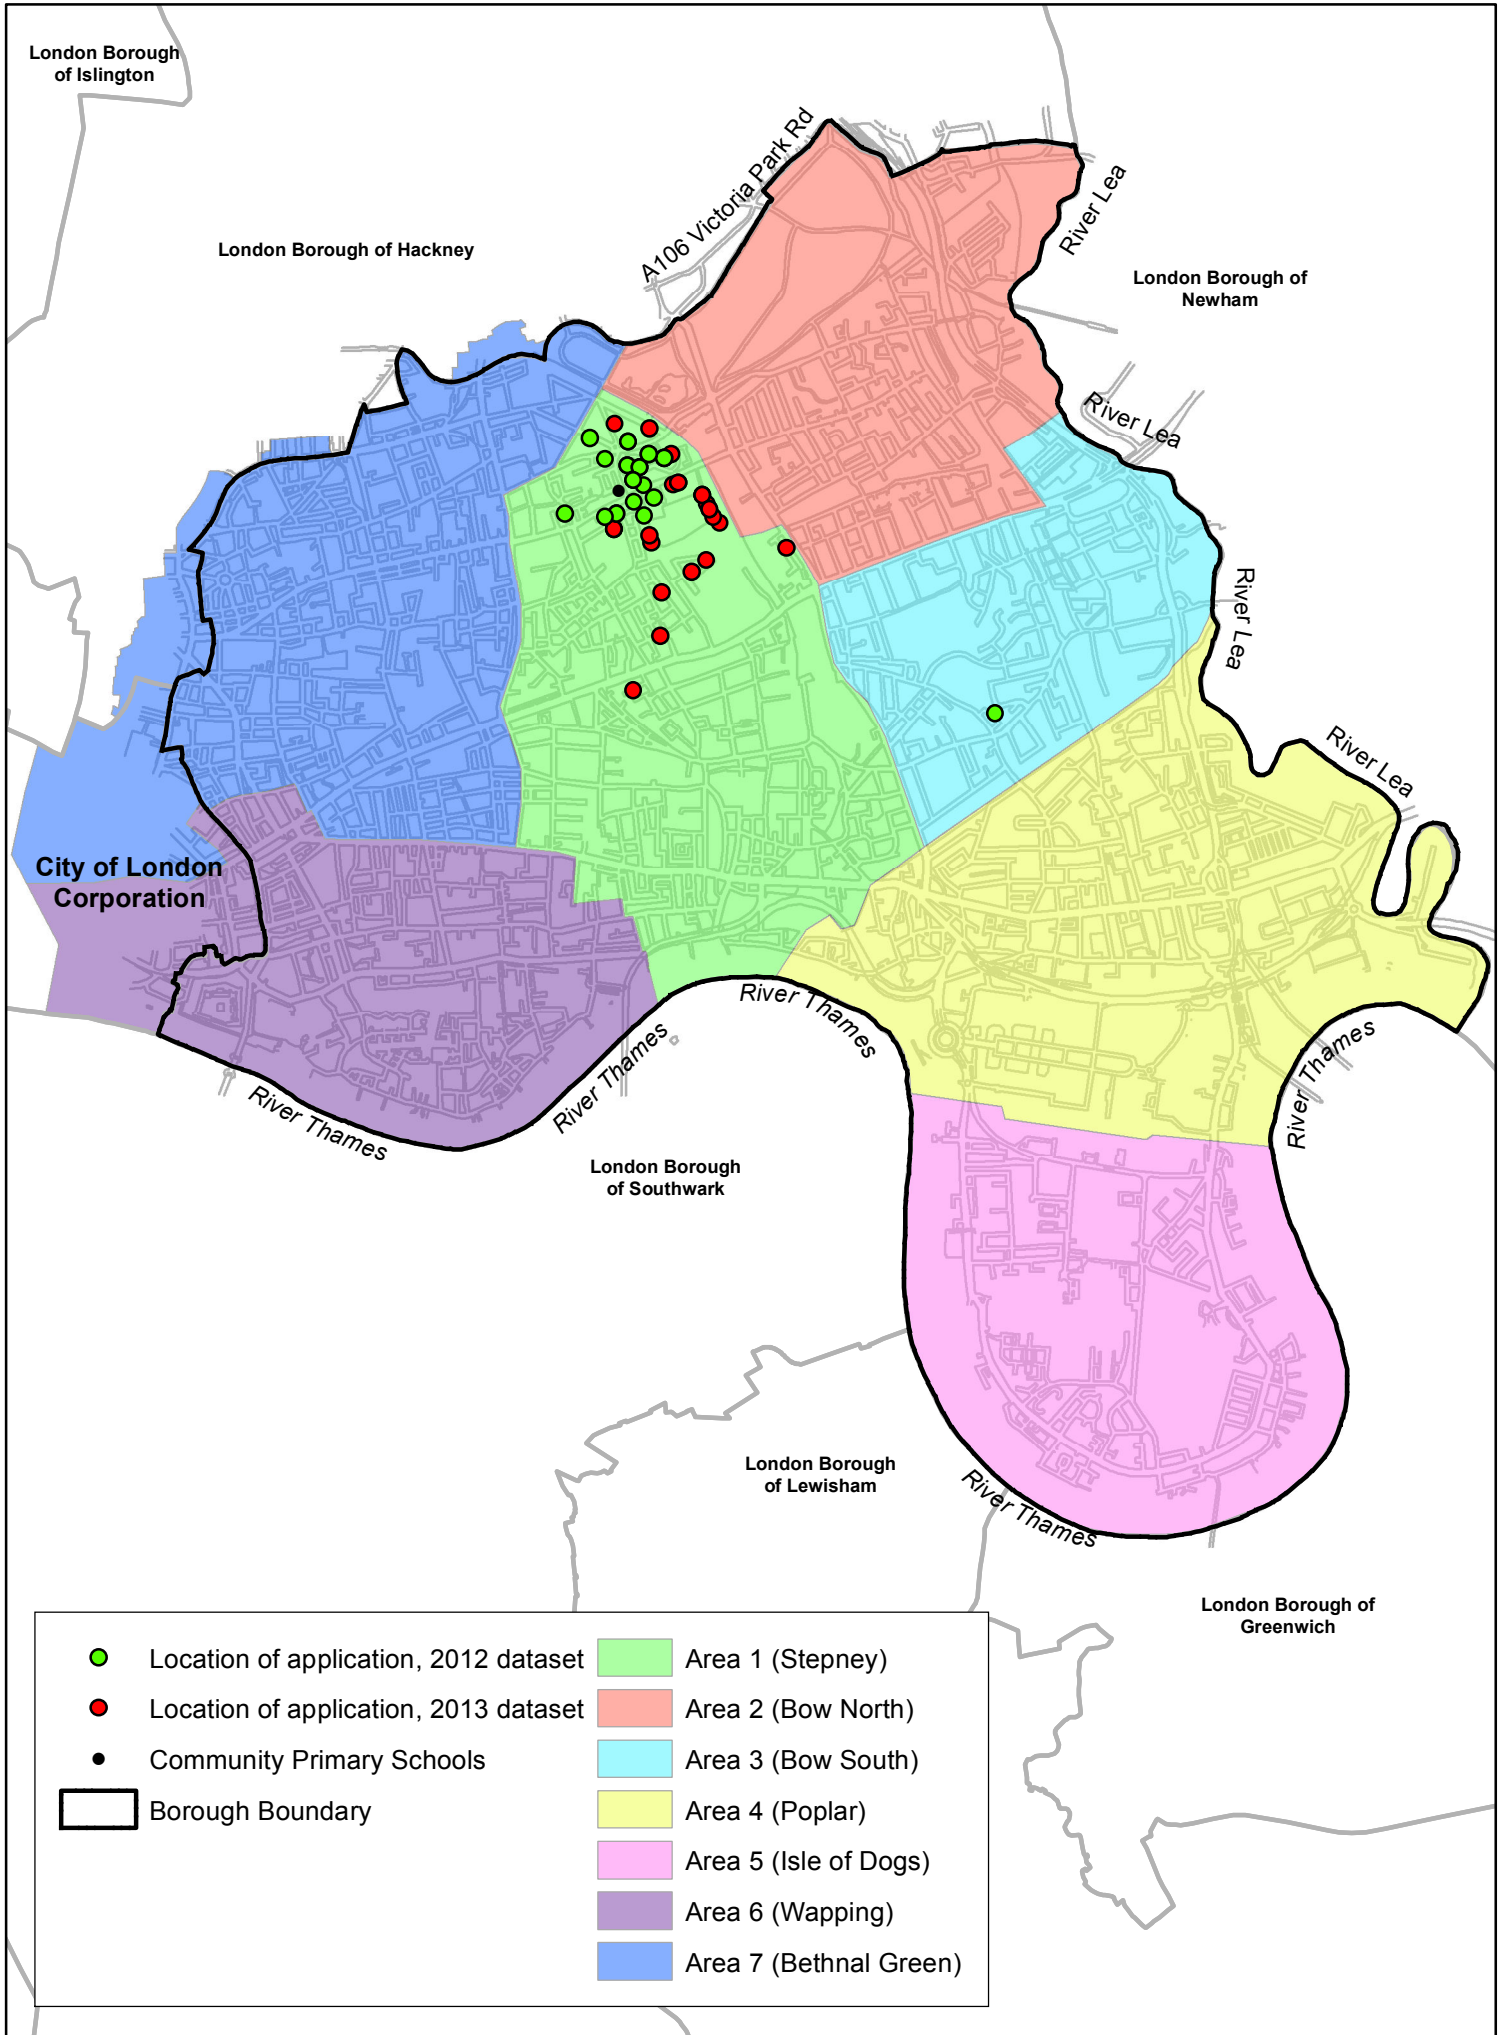 London Borough
of Islington
A106 Victoria Park Rd
River Lea
London Borough of Hackney
London Borough of
Newham
River Lea
River Lea
River Lea
City of London
Corporation
River Thames
River Thames
River Thames
River Thames
London Borough
of Southwark
London Borough
of Lewisham
River Thames
London Borough of
Greenwich
Location of application, 2012 dataset
Location of application, 2013 dataset
Community Primary Schools
Borough Boundary
Area 1 (Stepney)
Area 2 (Bow North)
Area 3 (Bow South)
Area 4 (Poplar)
Area 5 (Isle of Dogs)
Area 6 (Wapping)
Area 7 (Bethnal Green)